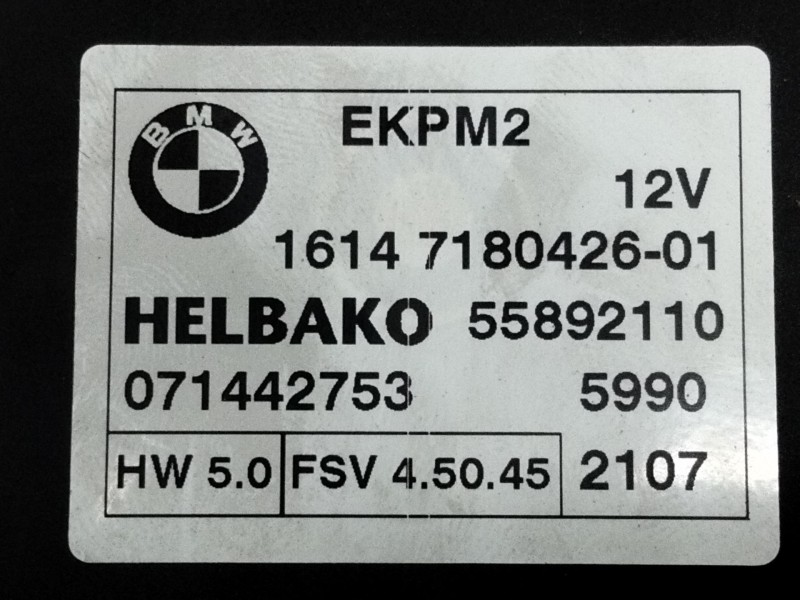 BMW
EKPM2
12V
1614 7180426-01
HELBAKO 55892110
071442753 5990
HW 5.0 FSV 4.50.45 2107